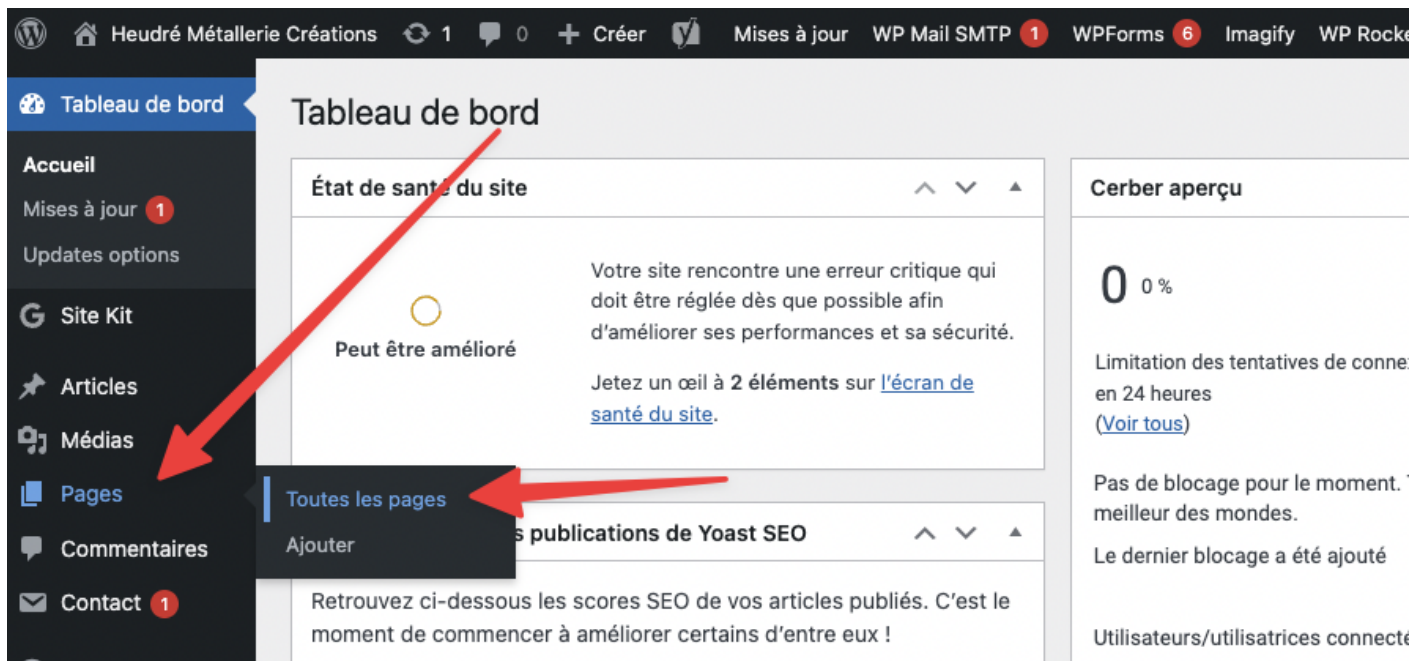 Heudré Métallerie Créations 1 0 Créer Mises à jour WP Mail SMTP 1 WPForms 6 Imagify WP Rocke
Tableau de bord
Accueil
Mises à jour 1
Updates options
Site Kit
Articles
Médias
Pages
Commentaires
Contact 1
Toutes les pages
Ajouter
Tableau de bord
État de santé du site
Peut être amélioré
Votre site rencontre une erreur critique qui
doit être réglée dès que possible afin
d'améliorer ses performances et sa sécurité.
Jetez un œil à 2 éléments sur l'écran de
santé du site.
s publications de Yoast SEO
Retrouvez ci-dessous les scores SEO de vos articles publiés. C'est le
moment de commencer à améliorer certains d'entre eux !
Cerber aperçu
0 0 %
Limitation des tentatives de conne
en 24 heures
(Voir tous)
Pas de blocage pour le moment.
meilleur des mondes.
Le dernier blocage a été ajouté
Utilisateurs/utilisatrices connecté